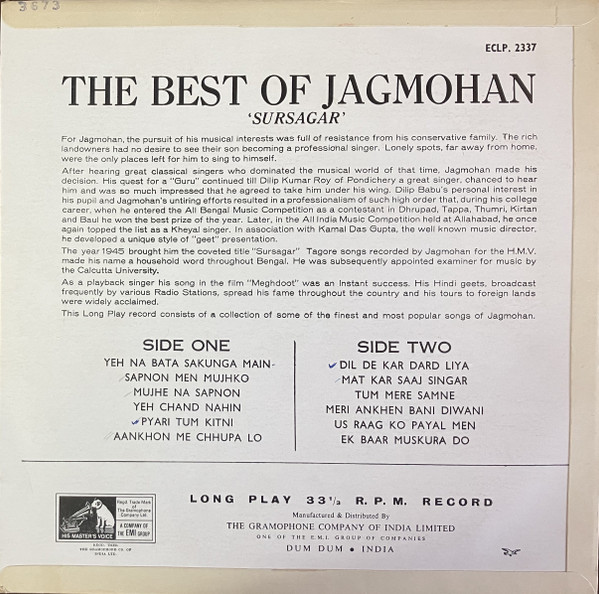 3673
ECLP. 2337
THE BEST OF JAGMOHAN
'SURSAGAR'
For Jagmohan, the pursuit of his musical interests was full of resistance from his conservative family. The rich
landowners had no desire to see their son becoming a professional singer. Lonely spots, far away from home,
were the only places left for him to sing to himself.
After hearing great classical singers who dominated the musical world of that time, Jagmohan made his
decision. His quest for a "Guru" continued till Dilip Kumar Roy of Pondichery a great singer, chanced to hear
him and was so much impressed that he agreed to take him under his wing. Dilip Babu's personal interest in
his pupil and Jagmohan's untiring efforts resulted in a professionalism of such high order that, during his college
career, when he entered the All Bengal Music Competition as a contestant in Dhrupad, Tappa, Thumri, Kirtan
and Baul he won the best prize of the year. Later, in the All India Music Competition held at Allahabad, he once
again topped the list as a Kheyal singer. In association with Kamal Das Gupta, the well known music director,
he developed a unique style of "geet" presentation.
The year 1945 brought him the coveted title "Sursagar" Tagore songs recorded by Jagmohan for the H.M.V.
made his name a household word throughout Bengal. He was subsequently appointed examiner for music by
the Calcutta University.
As a playback singer his song in the film "Meghdoot" was an Instant success. His Hindi geets, broadcast
frequently by various Radio Stations, spread his fame throughout the country and his tours to foreign lands
were widely acclaimed.
This Long Play record consists of a collection of some of the finest and most popular songs of Jagmohan.
SIDE ONE
YEH NA BATA SAKUNGA MAIN
SAPNON MEN MUJHKO
MUJHE NA SAPNON
YEH CHAND NAHIN
PYARI TUM KITNI
AANKHON ME CHHUPA LO
SIDE TWO
DIL DE KAR DARD LIYA
MAT KAR SAAJ SINGAR
TUM MERE SAMNE
MERI ANKHEN BANI DIWANI
US RAAG KO PAYAL MEN
EK BAAR MUSKURA DO
HIS MASTER'S VOICE
Regd. Trade Mark
of The
Gramophone
Company Ltd.
A COMPANY OF
THE EMI GROUP
LONG PLAY 33⅓ R.P.M. RECORD
Manufactured & Distributed By
THE GRAMOPHONE COMPANY OF INDIA LIMITED
ONE OF THE E.M.I. GROUP OF COMPANIES
DUM DUM • INDIA